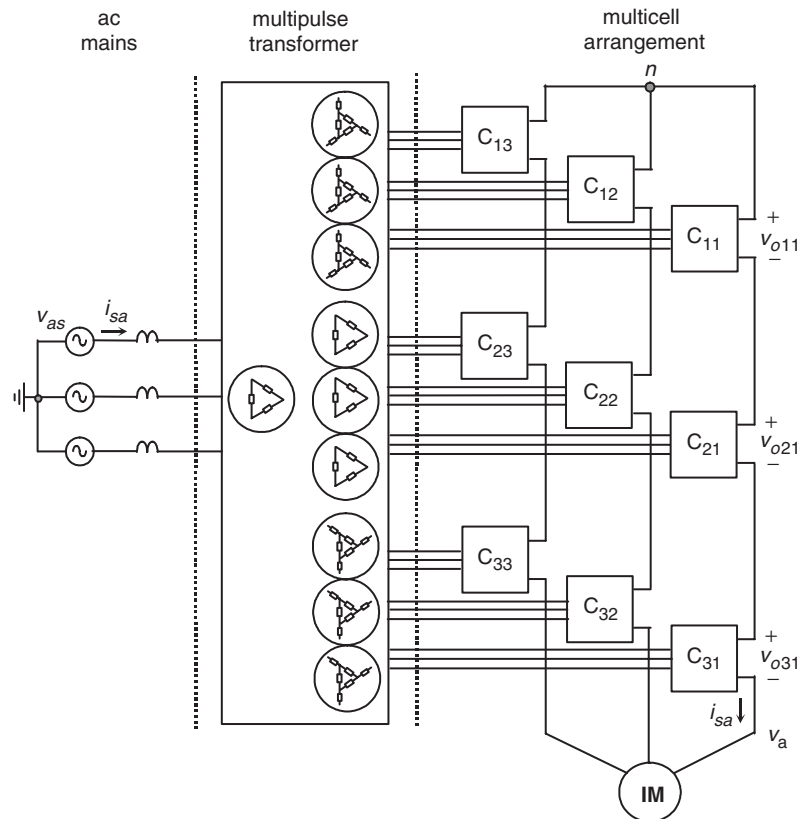 ac mains
multipulse transformer
multicell arrangement
n
C13
C12
C11
+
vo11
−
vas
isa
C23
C22
C21
+
vo21
−
C33
C32
C31
+
vo31
−
isa
va
IM